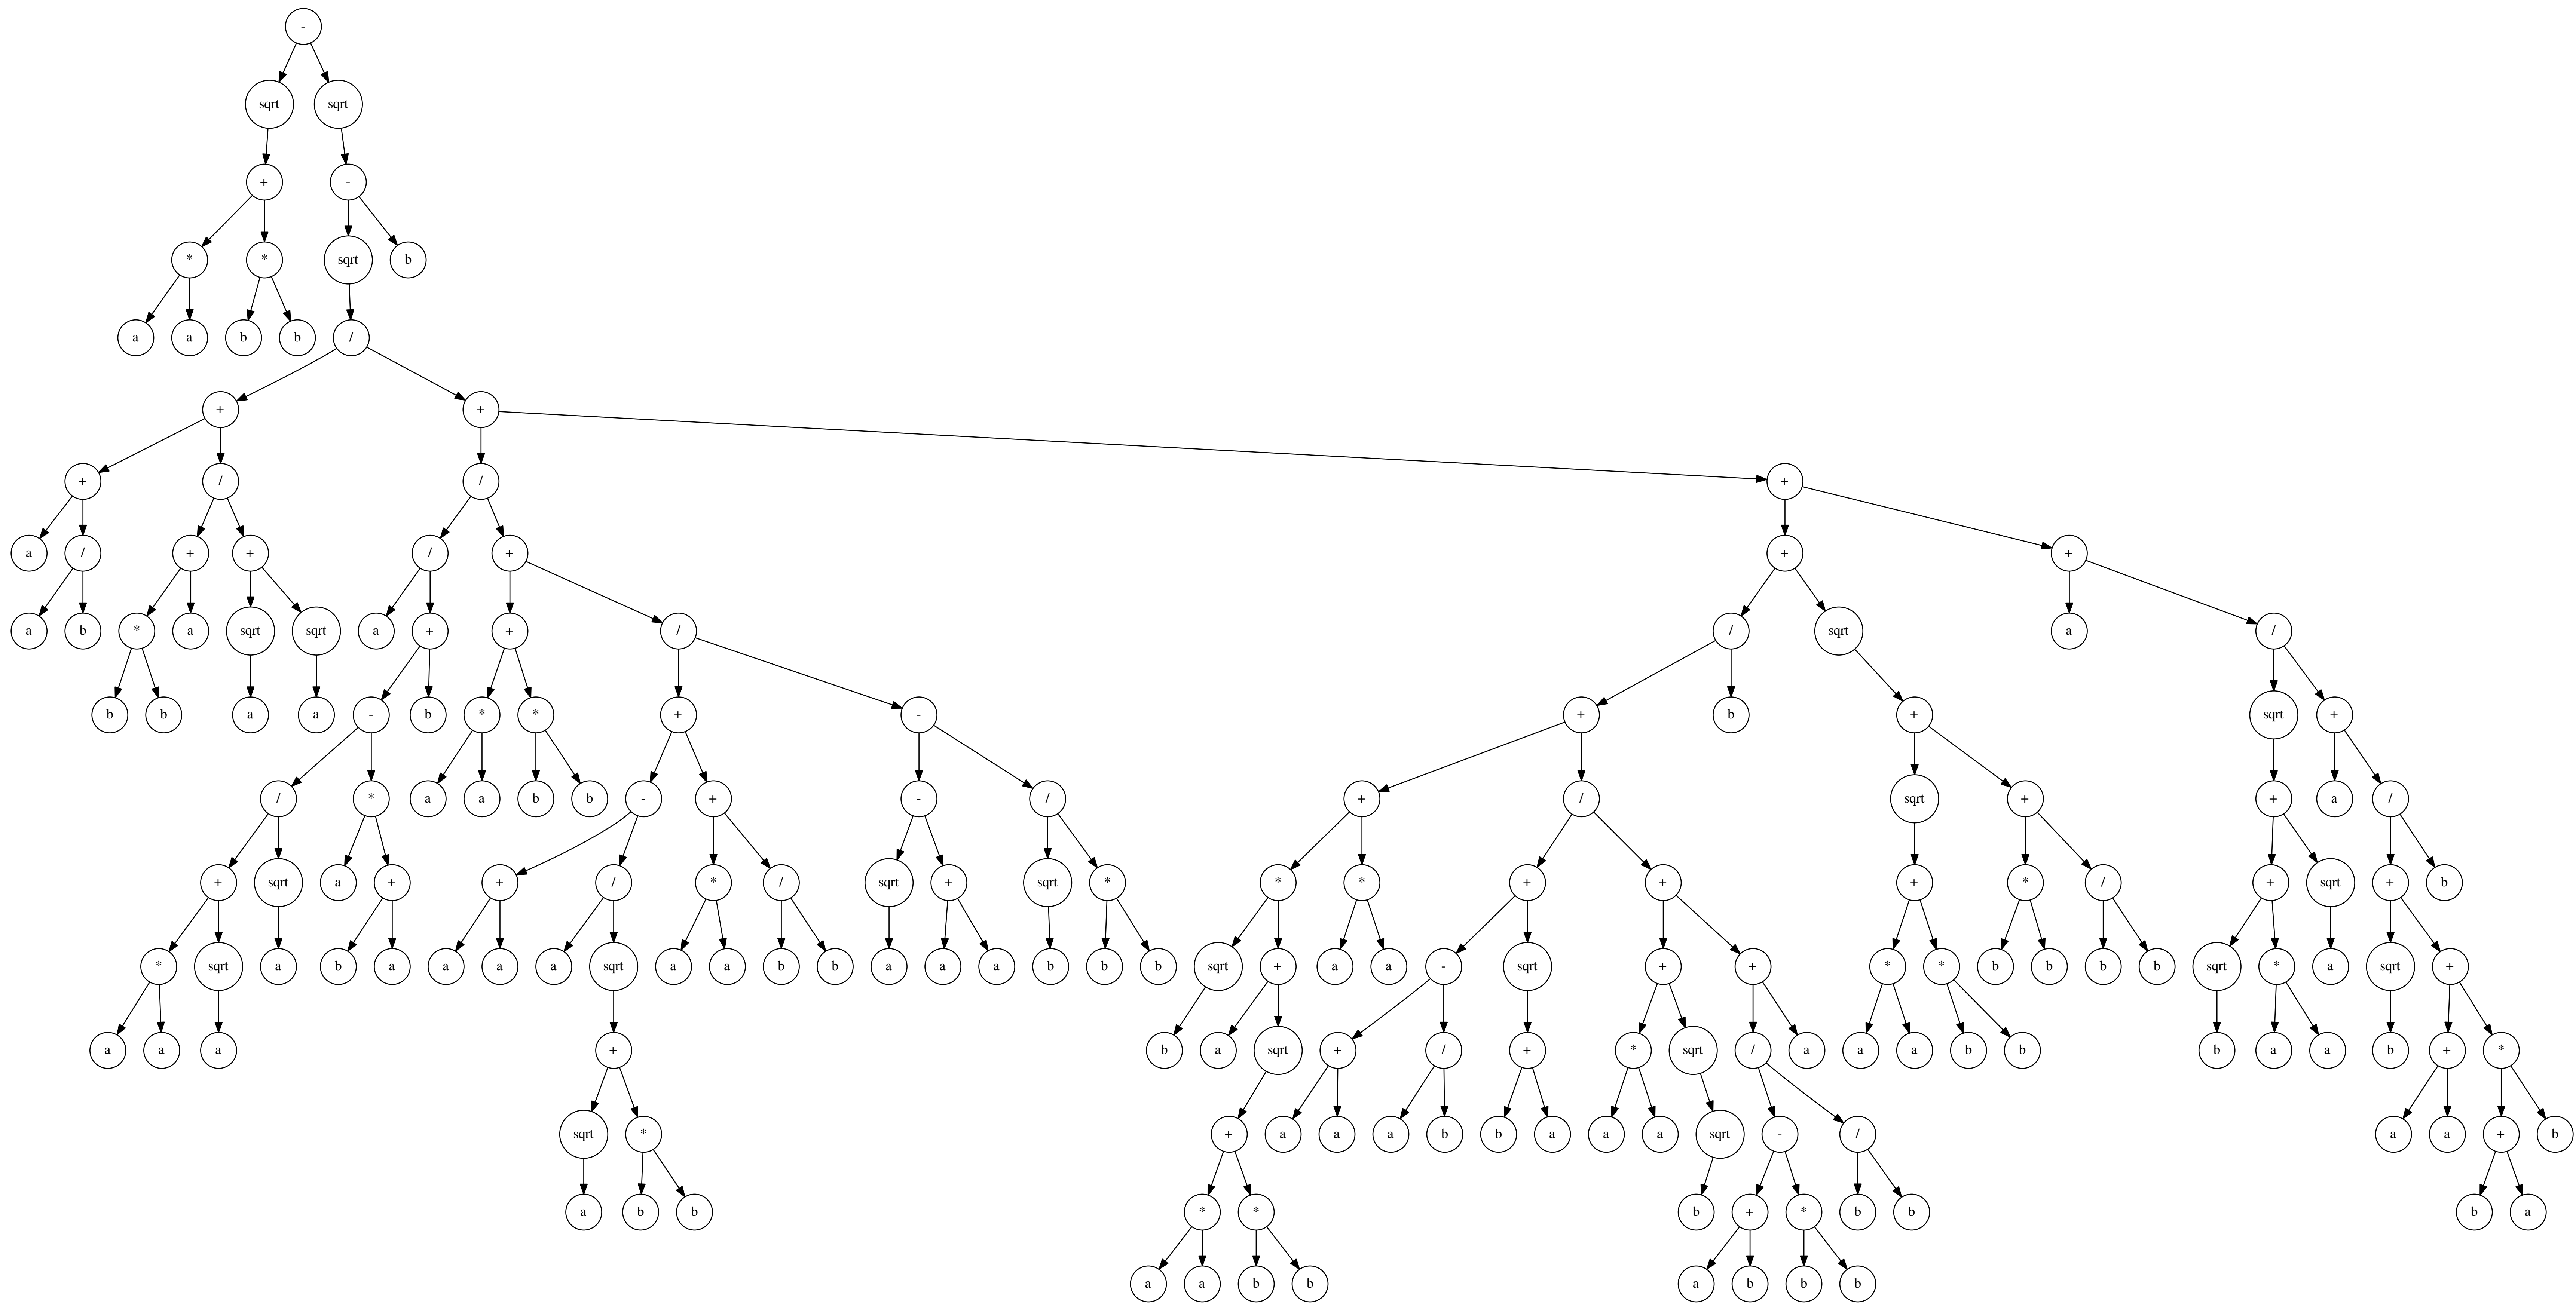 -
sqrt sqrt
+ -
* * sqrt b
a a b b /
+ +
+ / / +
a / + + / + + +
a b * a sqrt sqrt a + + / / sqrt a /
b b a a - b * * + - + b + sqrt +
/ * a a b b - + - / + / sqrt + + a /
+ sqrt a + + / * / sqrt + sqrt * * * + + + * / + sqrt + b
* sqrt a b a a a a sqrt a a b b a a a b b b sqrt + a a - sqrt + + * * b b b b sqrt * a sqrt +
a a a + b a sqrt + / + * sqrt / a a a b b b a a b + *
sqrt * + a a a b b a a a sqrt - / a a + b
a b b * * b + * b b b a
a a b b a b b b